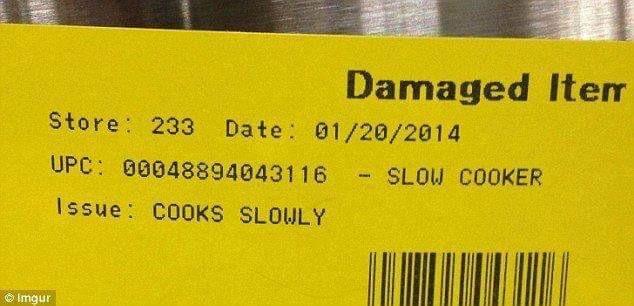 Damaged Item
Store: 233 Date: 01/20/2014
UPC: 00048894043116 - SLOW COOKER
Issue: COOKS SLOWLY
© Imgur